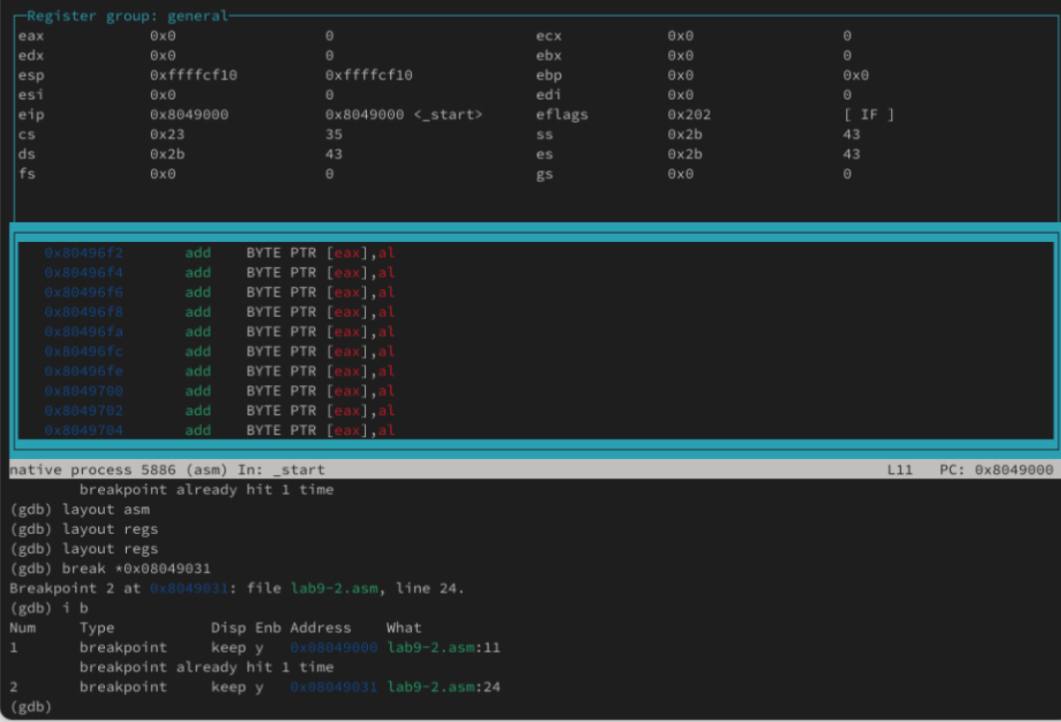 Register group: general
eax 0x0 0 ecx 0x0 0
edx 0x0 0 ebx 0x0 0
esp 0xffffcf10 0xffffcf10 ebp 0x0 0x0
esi 0x0 0 edi 0x0 0
eip 0x8049000 0x8049000 <_start> eflags 0x202 [ IF ]
cs 0x23 35 ss 0x2b 43
ds 0x2b 43 es 0x2b 43
fs 0x0 0 gs 0x0 0
0x80496f2 add BYTE PTR [eax],al
0x80496f4 add BYTE PTR [eax],al
0x80496f6 add BYTE PTR [eax],al
0x80496f8 add BYTE PTR [eax],al
0x80496fa add BYTE PTR [eax],al
0x80496fc add BYTE PTR [eax],al
0x80496fe add BYTE PTR [eax],al
0x8049700 add BYTE PTR [eax],al
0x8049702 add BYTE PTR [eax],al
0x8049704 add BYTE PTR [eax],al
native process 5886 (asm) In: _start L11 PC: 0x8049000
breakpoint already hit 1 time
(gdb) layout asm
(gdb) layout regs
(gdb) layout regs
(gdb) break *0x08049031
Breakpoint 2 at 0x8049031: file lab9-2.asm, line 24.
(gdb) i b
Num Type Disp Enb Address What
1 breakpoint keep y 0x08049000 lab9-2.asm:11
breakpoint already hit 1 time
2 breakpoint keep y 0x08049031 lab9-2.asm:24
(gdb)